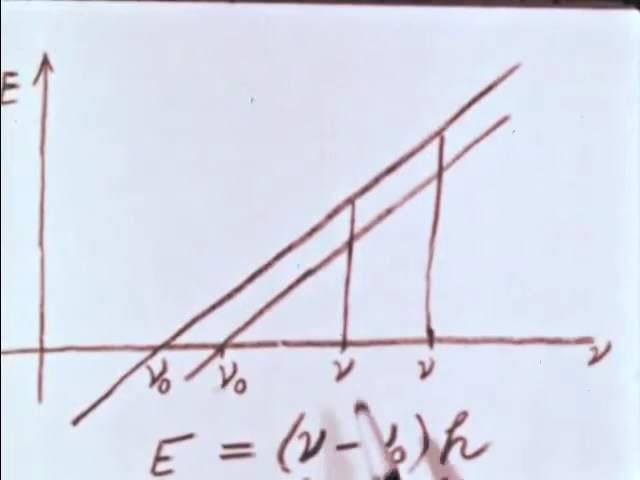 E
ν
ν₀ ν₀ ν ν
E = (ν - ν₀) h